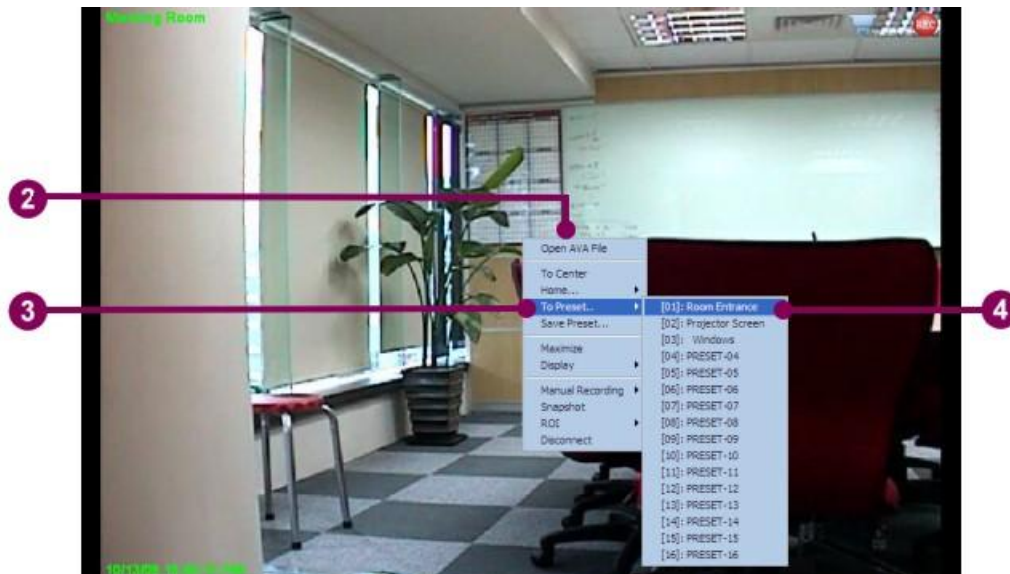 Meeting Room
2
Open AVA File
To Center
Home...
3
To Preset..
[01]: Room Entrance
4
Save Preset...
[02]: Projector Screen
[03]: Windows
Maximize
[04]: PRESET-04
Display
[05]: PRESET-05
Manual Recording
[06]: PRESET-06
Snapshot
[07]: PRESET-07
ROI
[08]: PRESET-08
Disconnect
[09]: PRESET-09
[10]: PRESET-10
[11]: PRESET-11
[12]: PRESET-12
[13]: PRESET-13
[14]: PRESET-14
[15]: PRESET-15
[16]: PRESET-16